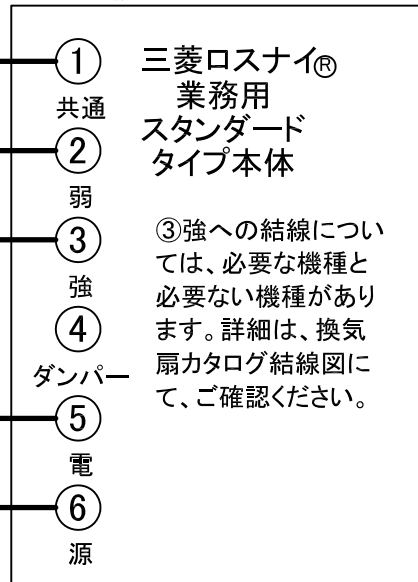 ①
共通
②
弱
③
強
④
ダンパー
⑤
電
⑥
源
三菱ロスナイ®
業務用
スタンダード
タイプ本体
③強への結線につい
ては、必要な機種と
必要ない機種があり
ます。詳細は、換気
扇カタログ結線図に
て、ご確認ください。